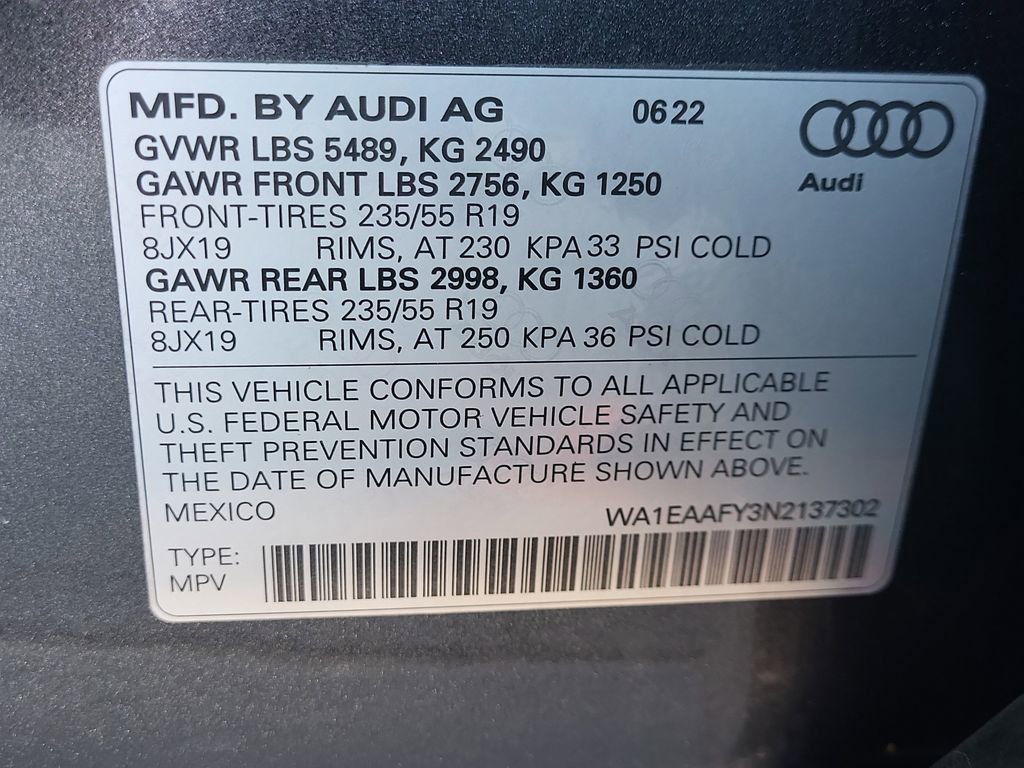 MFD. BY AUDI AG 0622
Audi
GVWR LBS 5489, KG 2490
GAWR FRONT LBS 2756, KG 1250
FRONT-TIRES 235/55 R19
8JX19 RIMS, AT 230 KPA 33 PSI COLD
GAWR REAR LBS 2998, KG 1360
REAR-TIRES 235/55 R19
8JX19 RIMS, AT 250 KPA 36 PSI COLD
THIS VEHICLE CONFORMS TO ALL APPLICABLE
U.S. FEDERAL MOTOR VEHICLE SAFETY AND
THEFT PREVENTION STANDARDS IN EFFECT ON
THE DATE OF MANUFACTURE SHOWN ABOVE.
MEXICO WA1EAAFY3N2137302
TYPE:
MPV